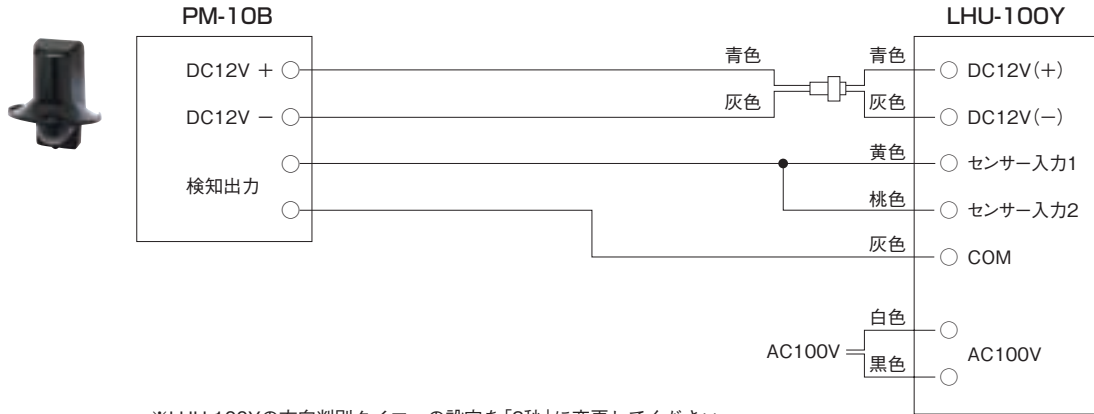 PM-10B
LHU-100Y
DC12V +
DC12V −
検知出力
青色
灰色
青色
灰色
黄色
桃色
灰色
白色
黒色
AC100V
DC12V(+)
DC12V(−)
センサー入力1
センサー入力2
COM
AC100V